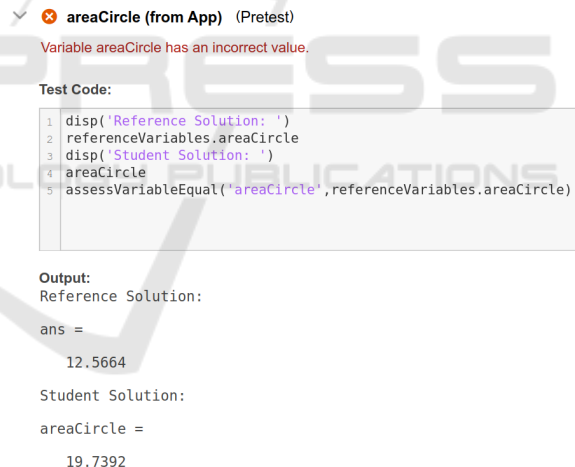 areaCircle (from App) (Pretest)
Variable areaCircle has an incorrect value.
Test Code:
1 disp('Reference Solution: ')
2 referenceVariables.areaCircle
3 disp('Student Solution: ')
4 areaCircle
5 assessVariableEqual('areaCircle',referenceVariables.areaCircle)
Output:
Reference Solution:
ans =
12.5664
Student Solution:
areaCircle =
19.7392